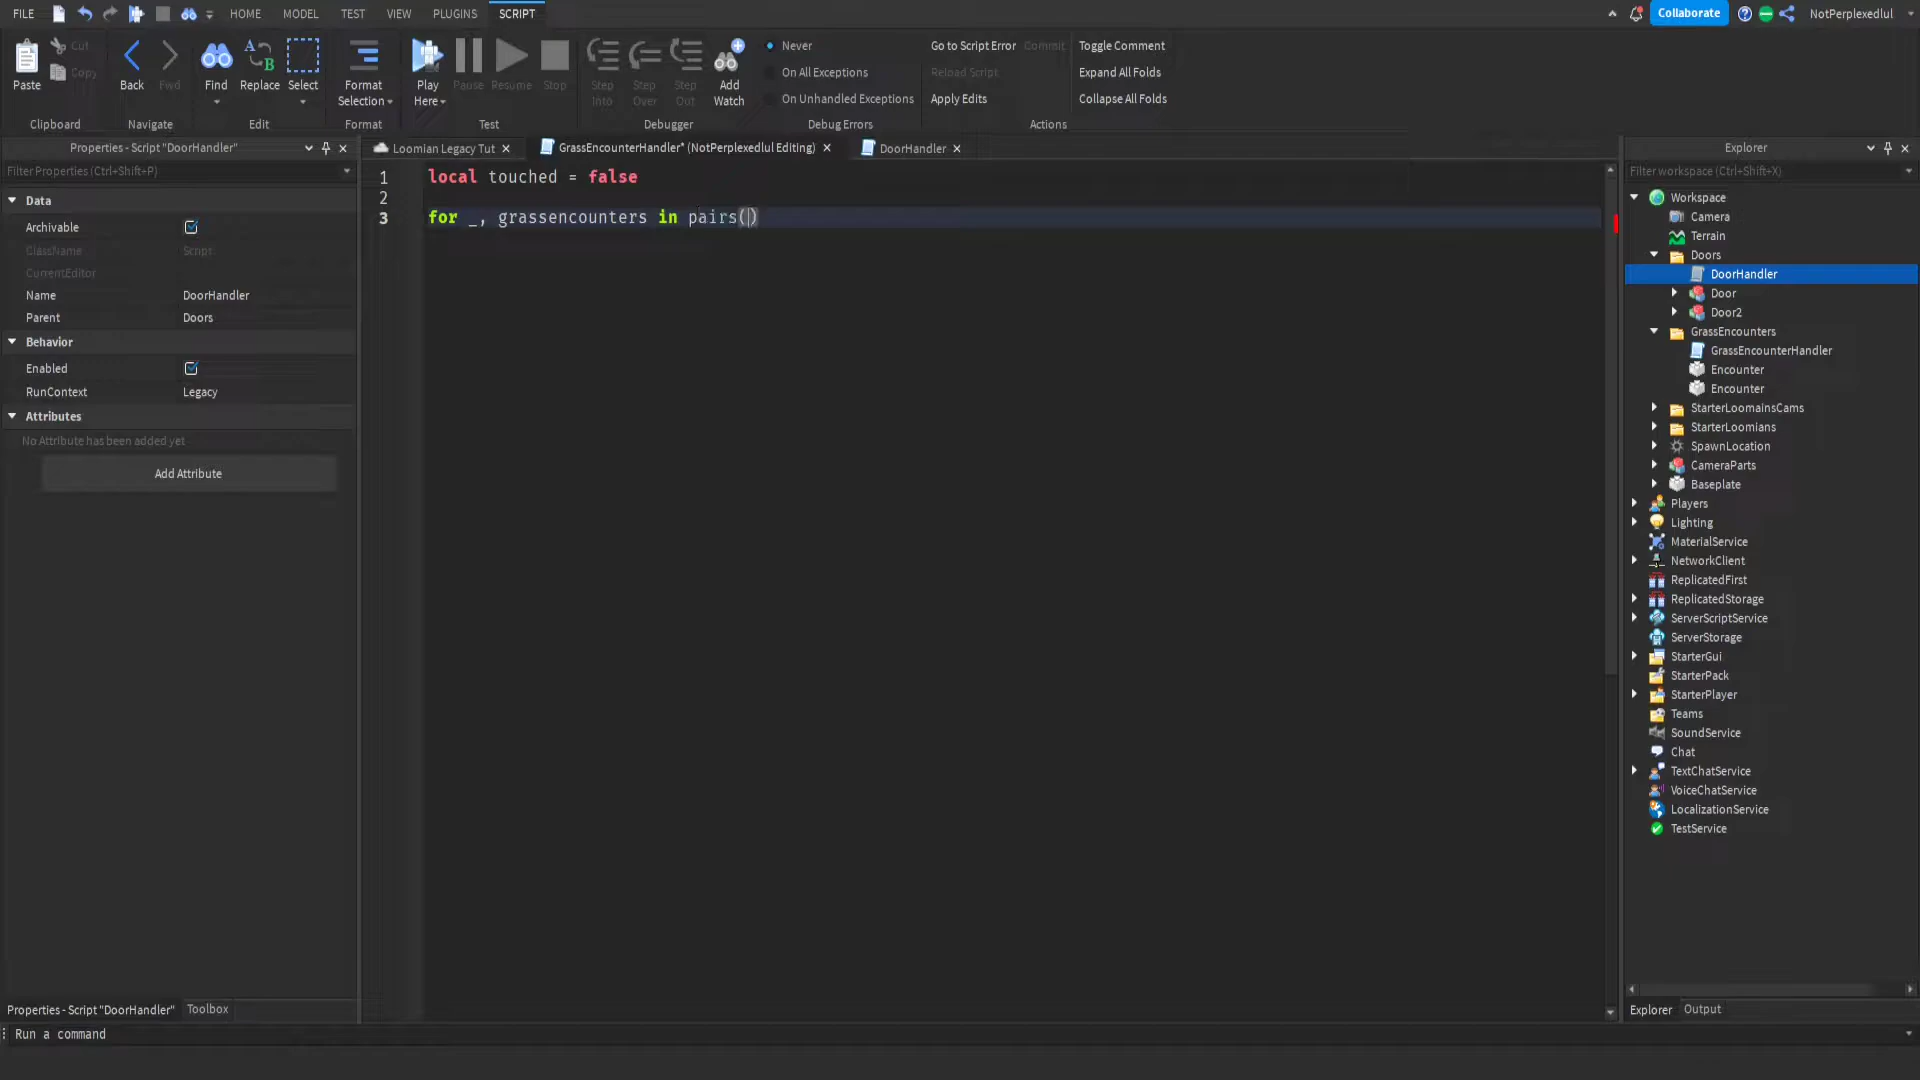 FILE HOME MODEL TEST VIEW PLUGINS SCRIPT Collaborate NotPerplexedlul
Paste Cut Copy
Clipboard
Back Fwd
Navigate
Find Replace Select
Edit
Format Selection
Format
Play Here Pause Resume Stop
Test
Step Into Step Over Step Out Add Watch
Debugger
Never
On All Exceptions
On Unhandled Exceptions
Debug Errors
Go to Script Error Commit
Reload Script
Apply Edits
Toggle Comment
Expand All Folds
Collapse All Folds
Actions
Properties - Script "DoorHandler"
Filter Properties (Ctrl+Shift+P)
Data
Archivable
ClassName Script
CurrentEditor
Name DoorHandler
Parent Doors
Behavior
Enabled
RunContext Legacy
Attributes
No Attribute has been added yet
Add Attribute
Properties - Script "DoorHandler" Toolbox
Loomian Legacy Tut GrassEncounterHandler* (NotPerplexedlul Editing) DoorHandler
1 local touched = false
2
3 for _, grassencounters in pairs()
Explorer
Filter workspace (Ctrl+Shift+X)
Workspace
Camera
Terrain
Doors
DoorHandler
Door
Door2
GrassEncounters
GrassEncounterHandler
Encounter
Encounter
StarterLoomainsCams
StarterLoomians
SpawnLocation
CameraParts
Baseplate
Players
Lighting
MaterialService
NetworkClient
ReplicatedFirst
ReplicatedStorage
ServerScriptService
ServerStorage
StarterGui
StarterPack
StarterPlayer
Teams
SoundService
Chat
TextChatService
VoiceChatService
LocalizationService
TestService
Explorer Output
Run a command